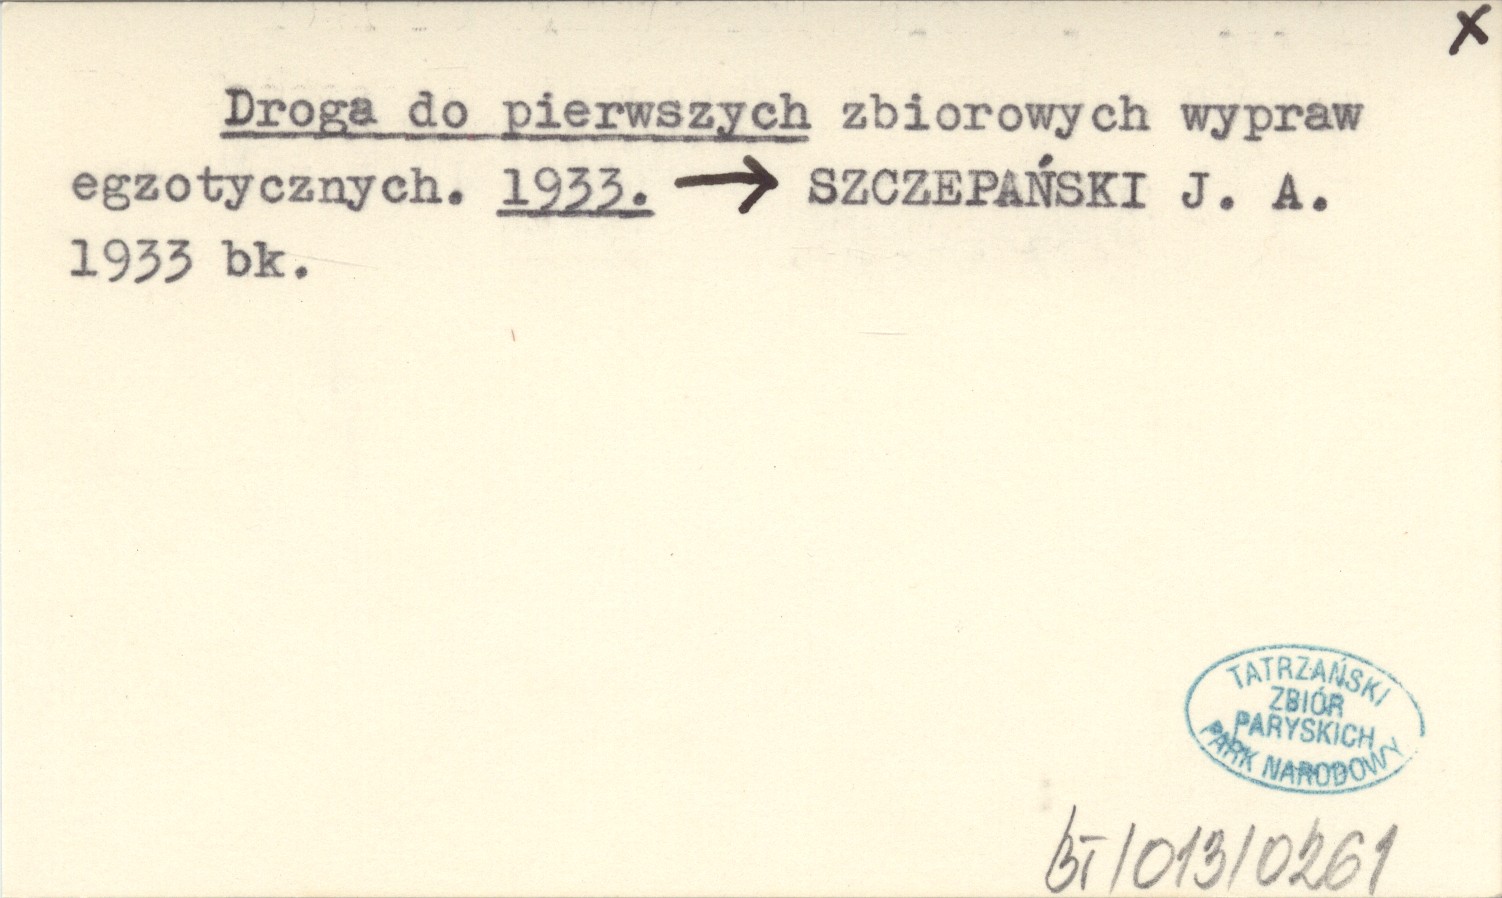 X
Droga do pierwszych zbiorowych wypraw
egzotycznych. 1933. → SZCZEPAŃSKI J. A.
1933 bk.
TATRZAŃSKI
ZBIÓR
PARYSKICH
PARK NARODOWY
BT/013/0261